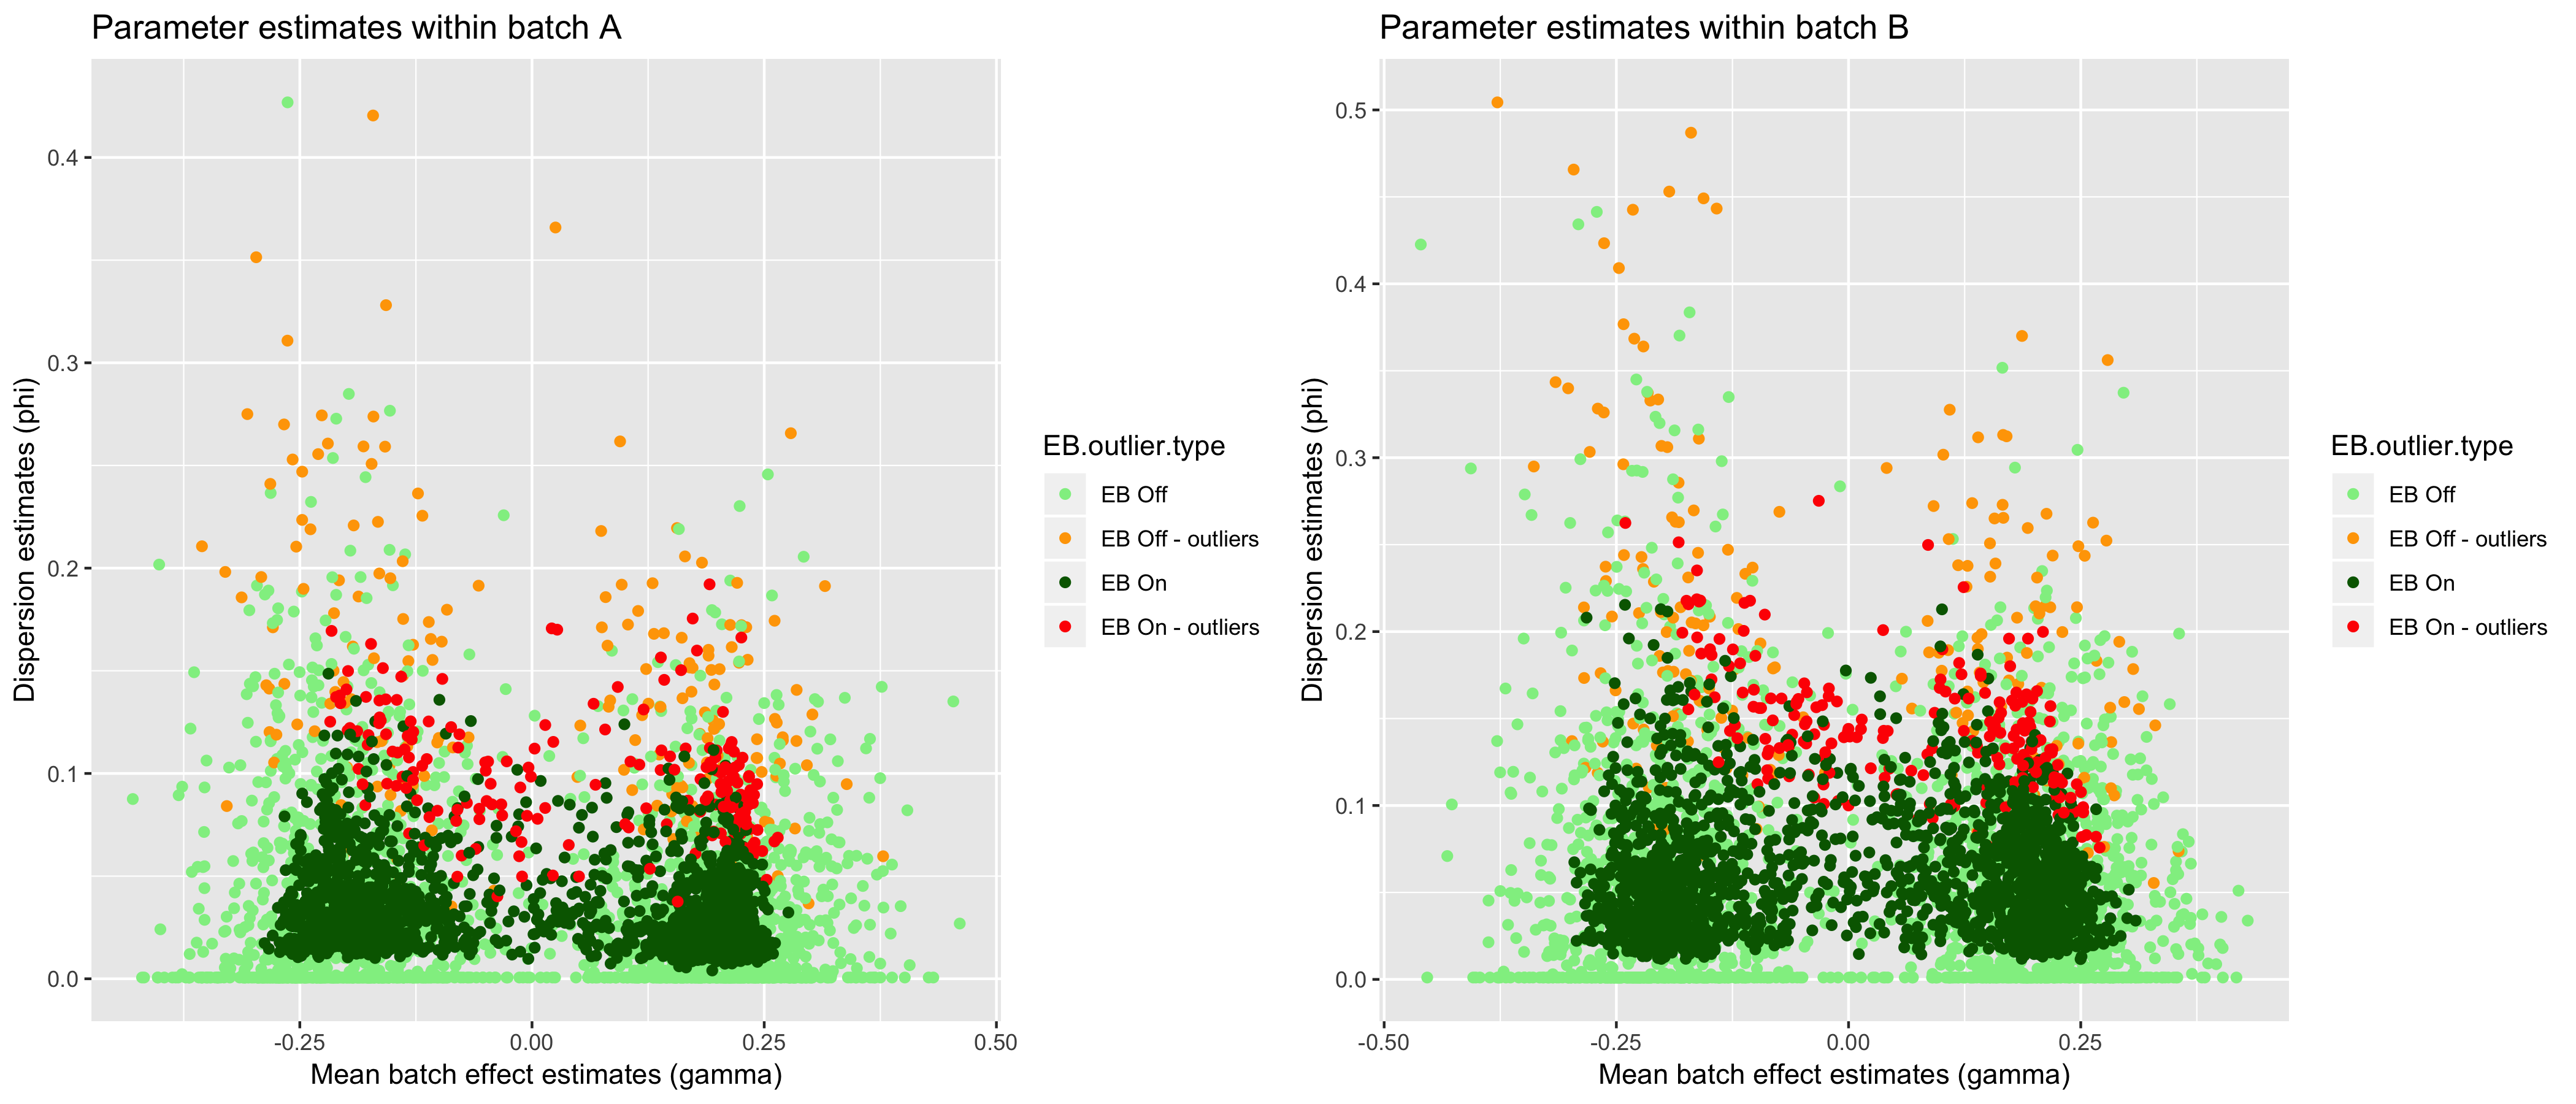 Parameter estimates within batch A
Dispersion estimates (phi)
0.4
0.3
0.2
0.1
0.0
-0.25
0.00
0.25
0.50
Mean batch effect estimates (gamma)
EB.outlier.type
EB Off
EB Off - outliers
EB On
EB On - outliers
Parameter estimates within batch B
Dispersion estimates (phi)
0.5
0.4
0.3
0.2
0.1
0.0
-0.50
-0.25
0.00
0.25
Mean batch effect estimates (gamma)
EB.outlier.type
EB Off
EB Off - outliers
EB On
EB On - outliers